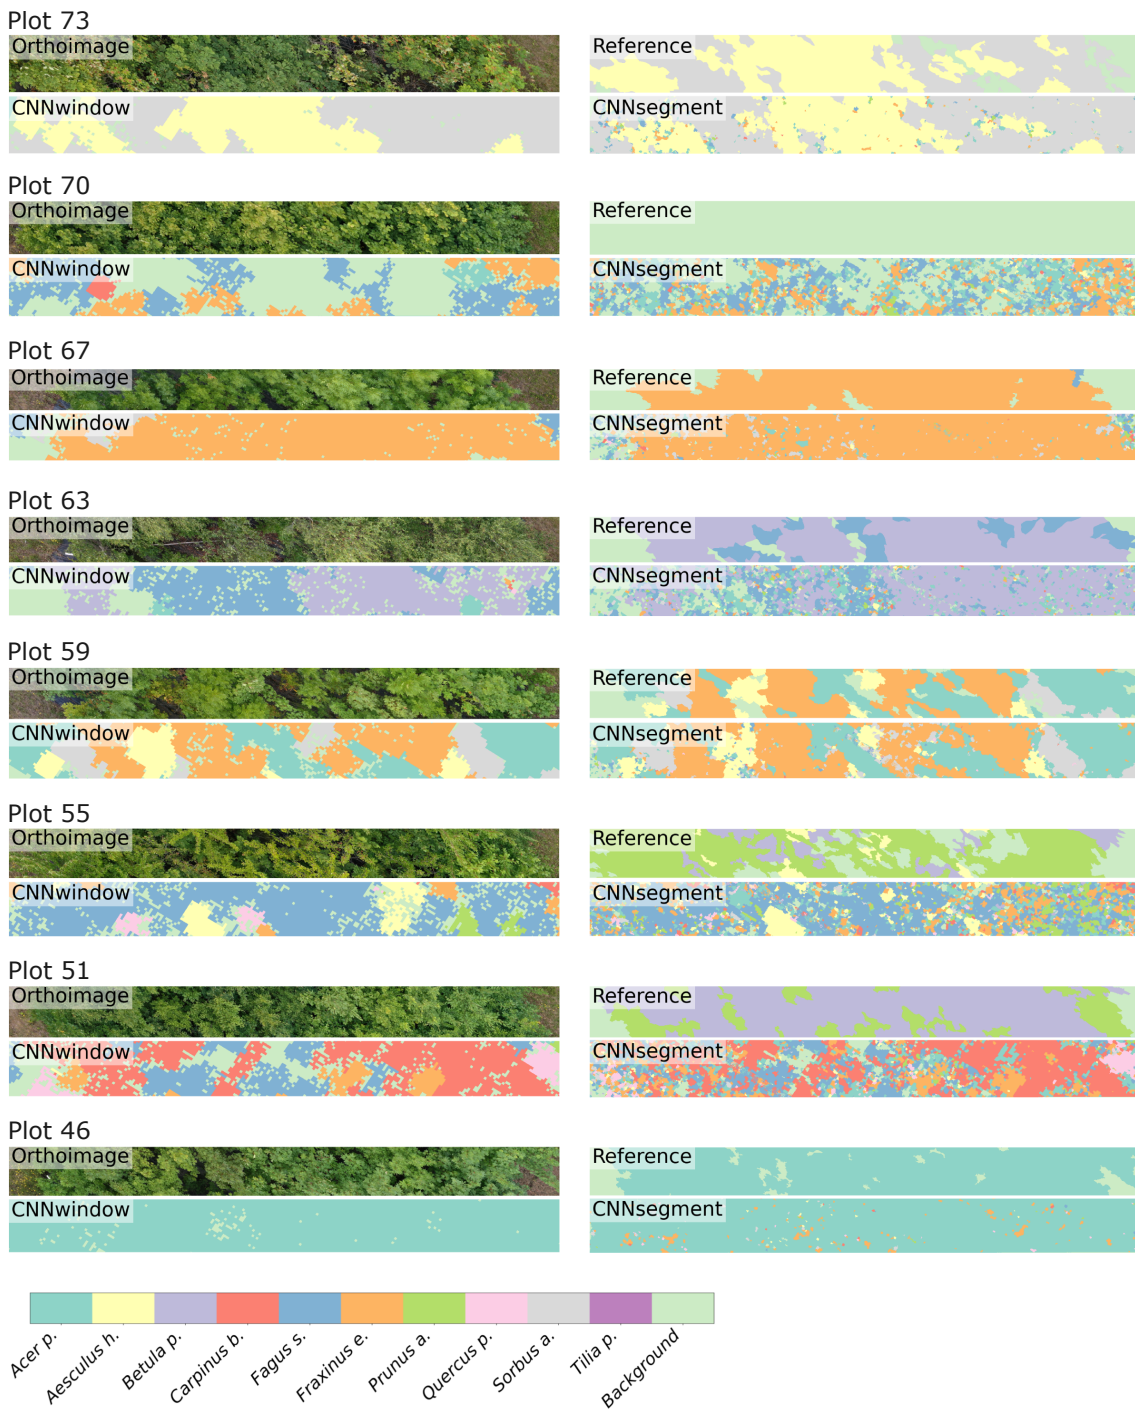 Plot 73
Orthoimage
Reference
CNNwindow
CNNsegment
Plot 70
Orthoimage
Reference
CNNwindow
CNNsegment
Plot 67
Orthoimage
Reference
CNNwindow
CNNsegment
Plot 63
Orthoimage
Reference
CNNwindow
CNNsegment
Plot 59
Orthoimage
Reference
CNNwindow
CNNsegment
Plot 55
Orthoimage
Reference
CNNwindow
CNNsegment
Plot 51
Orthoimage
Reference
CNNwindow
CNNsegment
Plot 46
Orthoimage
Reference
CNNwindow
CNNsegment
Acer p.
Aesculus h.
Betula p.
Carpinus b.
Fagus s.
Fraxinus e.
Prunus a.
Quercus p.
Sorbus a.
Tilia p.
Background